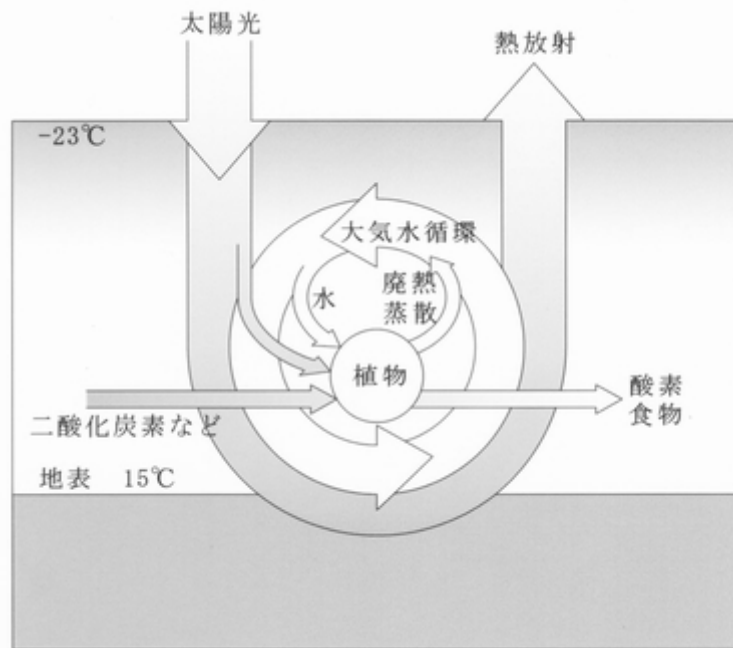 太陽光
熱放射
-23℃
大気水循環
水
廃熱
蒸散
植物
酸素
食物
二酸化炭素など
地表 15℃